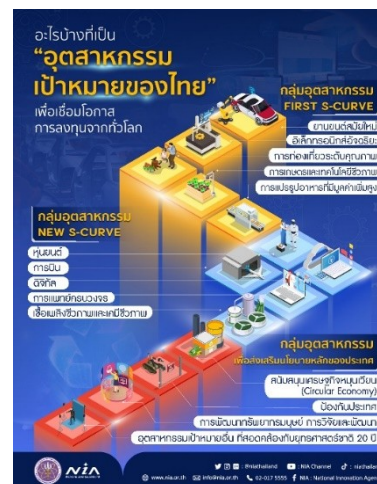 อะไรบ้างที่เป็น
“อุตสาหกรรม
เป้าหมายของไทย”
เพื่อเชื่อมโอกาส
การลงทุนจากทั่วโลก
กลุ่มอุตสาหกรรม
FIRST S-CURVE
ยานยนต์สมัยใหม่
อิเล็กทรอนิกส์อัจฉริยะ
การท่องเที่ยวระดับคุณภาพ
การเกษตรและเทคโนโลยีชีวภาพ
การแปรรูปอาหารที่มีมูลค่าเพิ่มสูง
กลุ่มอุตสาหกรรม
NEW S-CURVE
หุ่นยนต์
การบิน
ดิจิทัล
การแพทย์ครบวงจร
เชื้อเพลิงชีวภาพและเคมีชีวภาพ
กลุ่มอุตสาหกรรม
เพื่อส่งเสริมนโยบายหลักของประเทศ
สนับสนุนเศรษฐกิจหมุนเวียน
(Circular Economy)
ป้องกันประเทศ
การพัฒนาทรัพยากรมนุษย์ การวิจัยและพัฒนา
อุตสาหกรรมเป้าหมายอื่น ที่สอดคล้องกับยุทธศาสตร์ชาติ 20 ปี
NIA
@niathailand NIA Channel niathailand
www.nia.or.th info@nia.or.th 02-017 5555 NIA : National Innovation Agency